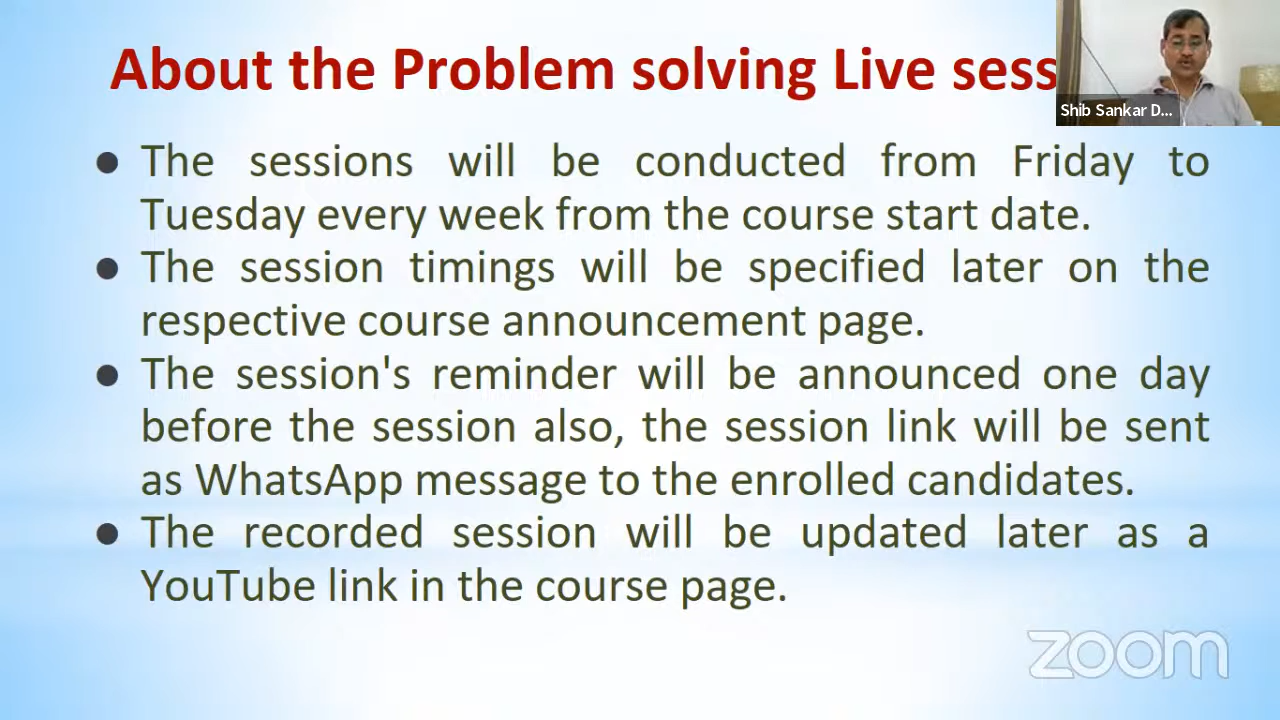 About the Problem solving Live sess
Shib Sankar D...
● The sessions will be conducted from Friday to
Tuesday every week from the course start date.
● The session timings will be specified later on the
respective course announcement page.
● The session's reminder will be announced one day
before the session also, the session link will be sent
as WhatsApp message to the enrolled candidates.
● The recorded session will be updated later as a
YouTube link in the course page.
zoom